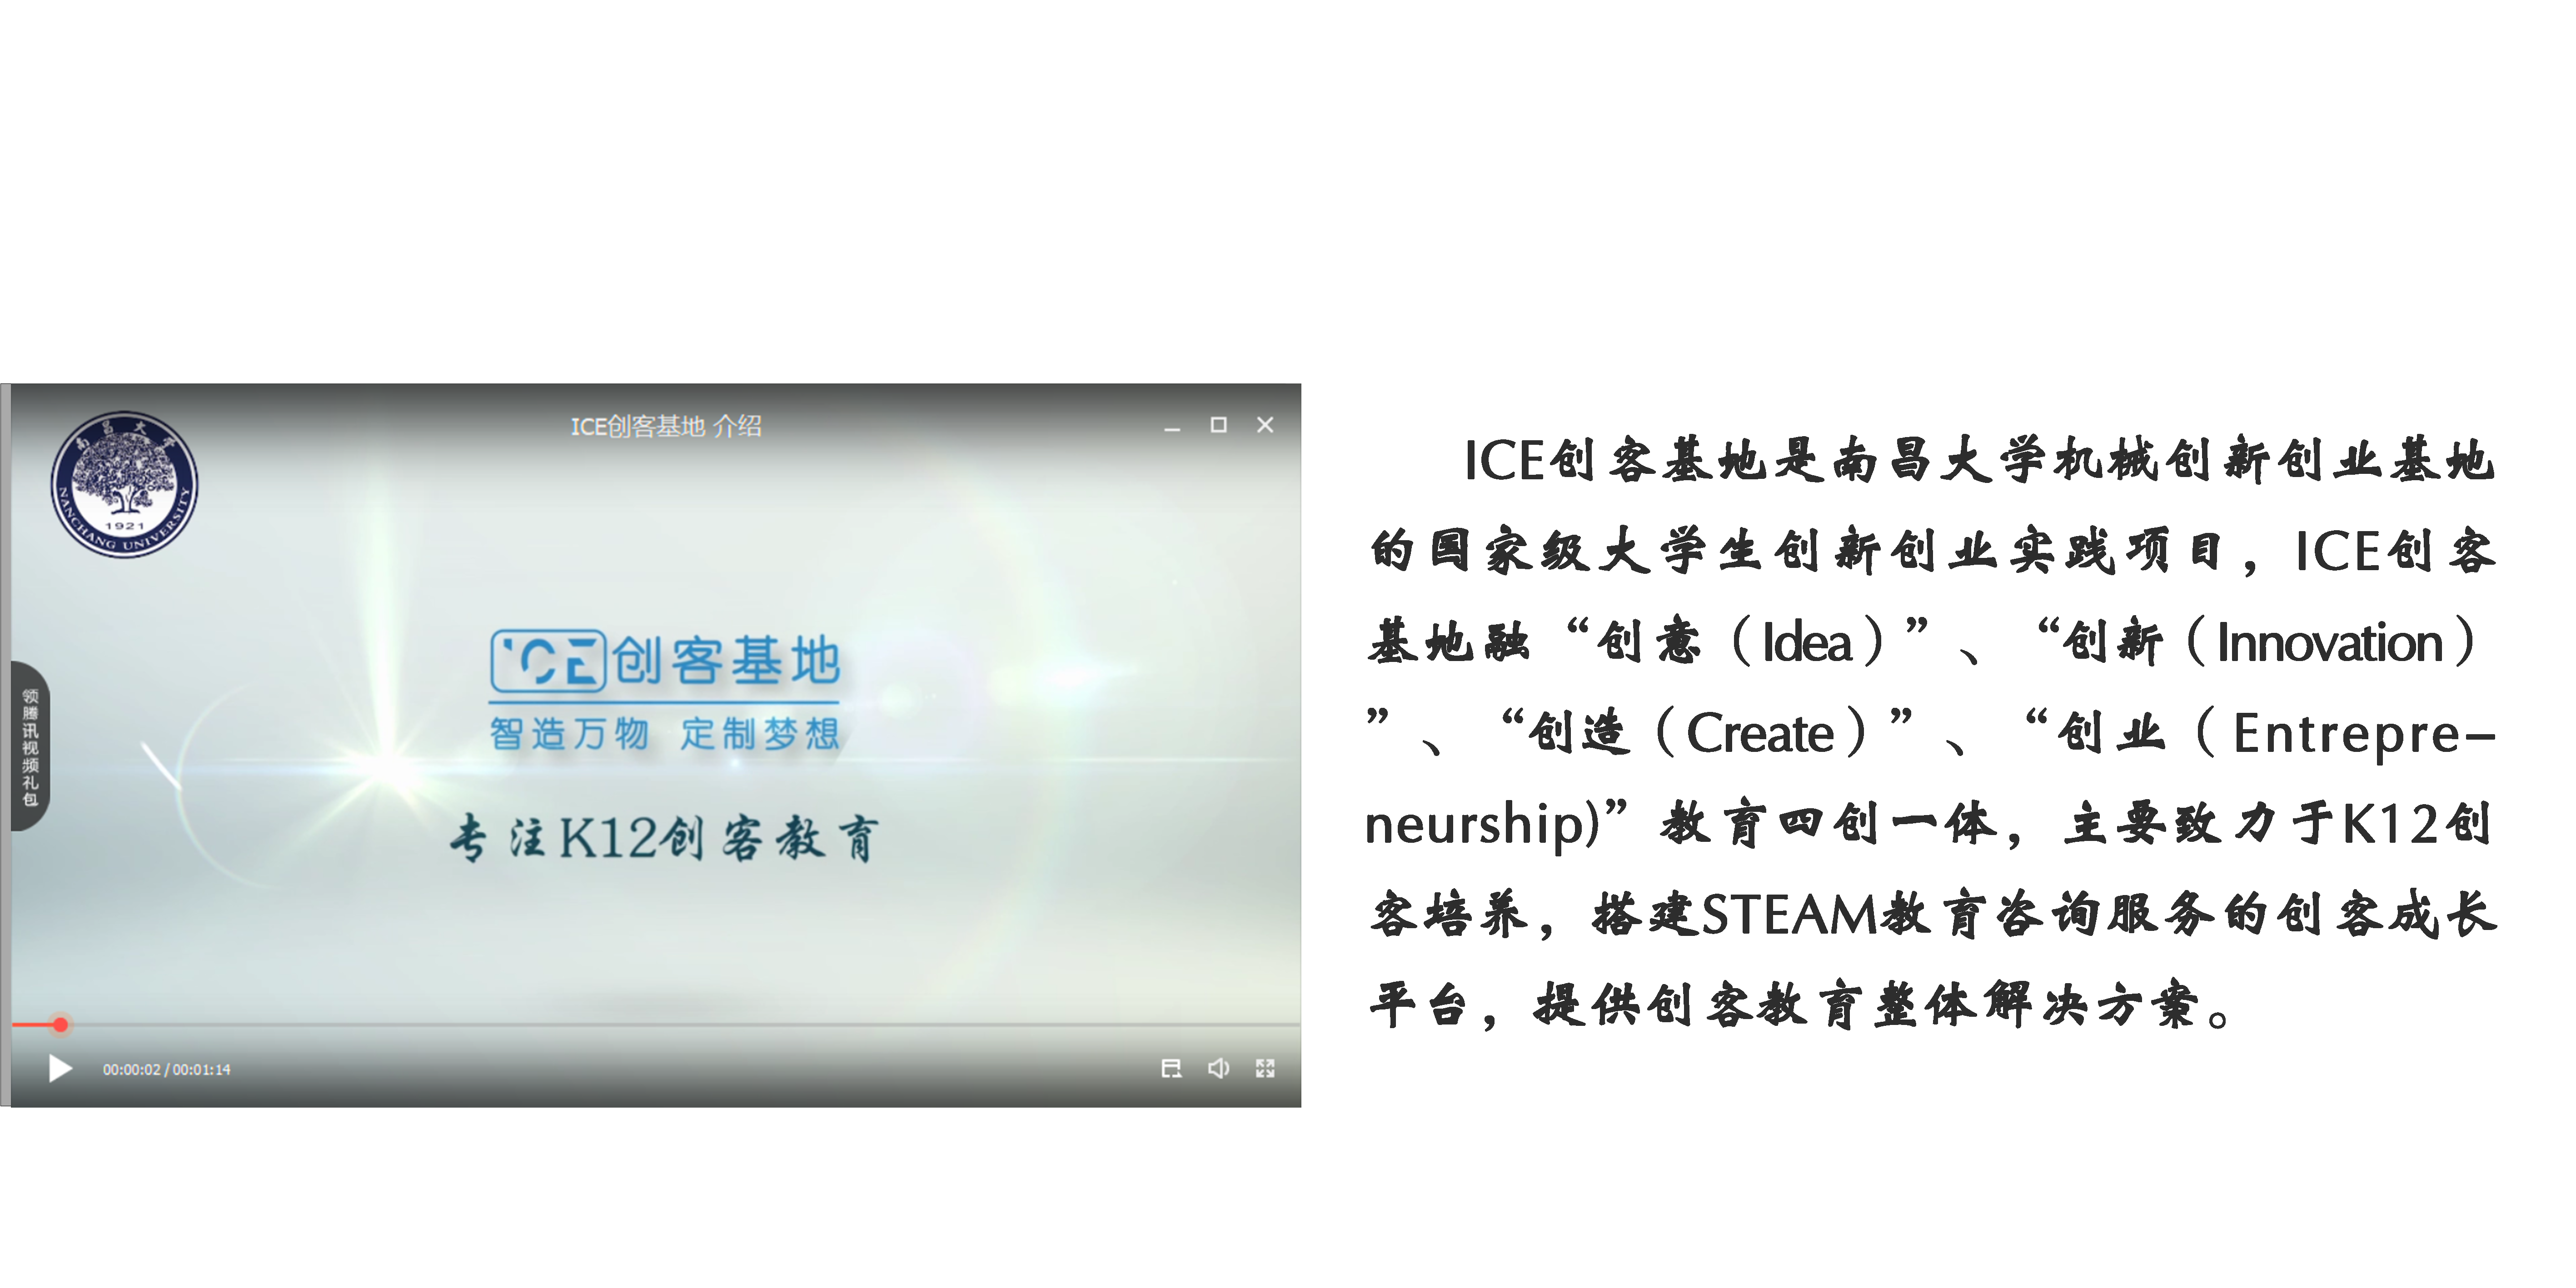 ICE创客基地 介绍
南昌大学
NANCHANG UNIVERSITY
1921
ICE创客基地
智造万物 定制梦想
专注K12创客教育
领腾讯视频礼包
00:00:02 / 00:01:14
ICE创客基地是南昌大学机械创新创业基地
的国家级大学生创新创业实践项目，ICE创客
基地融“创意（Idea）”、“创新（Innovation）
”、“创造（Create）”、“创业（Entrepre-
neurship)”教育四创一体，主要致力于K12创
客培养，搭建STEAM教育咨询服务的创客成长
平台，提供创客教育整体解决方案。